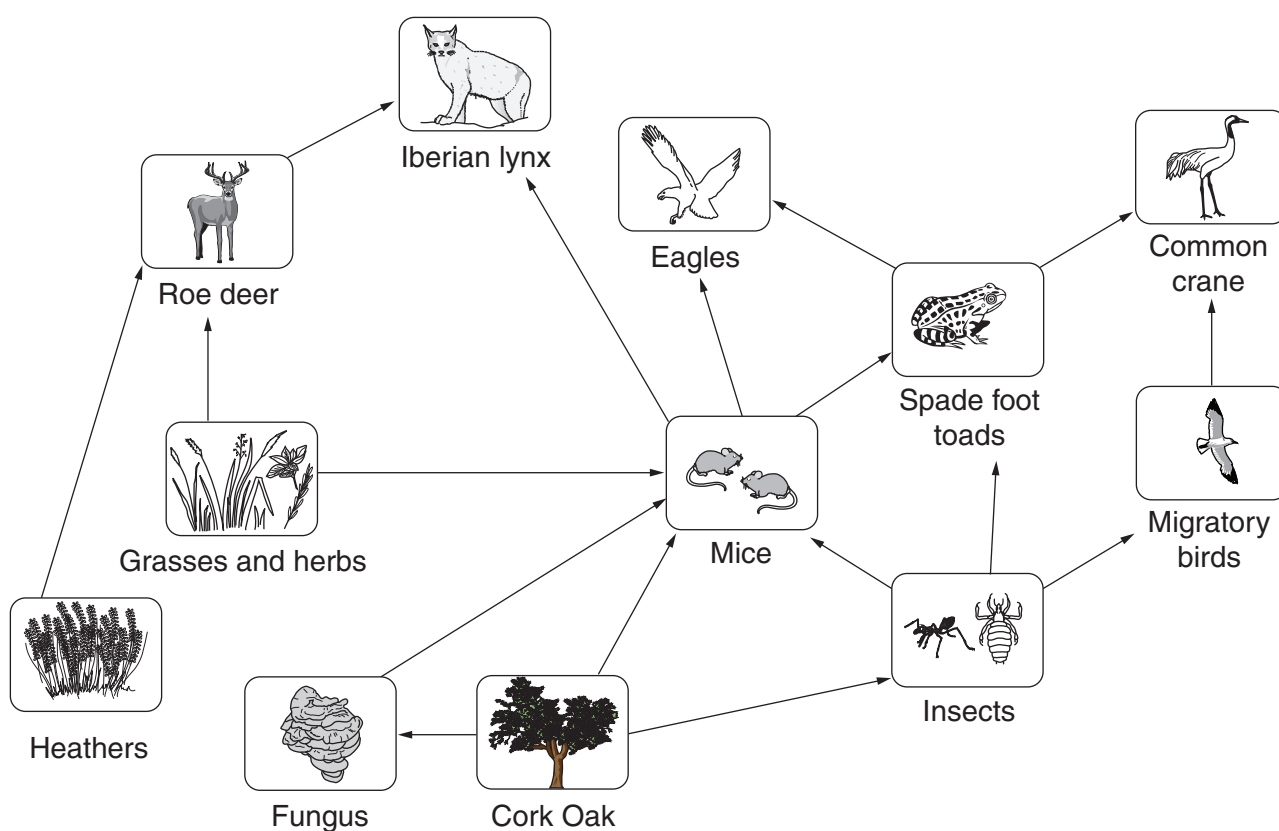 Iberian lynx
Eagles
Common
crane
Roe deer
Spade foot
toads
Grasses and herbs
Mice
Migratory
birds
Heathers
Insects
Fungus
Cork Oak